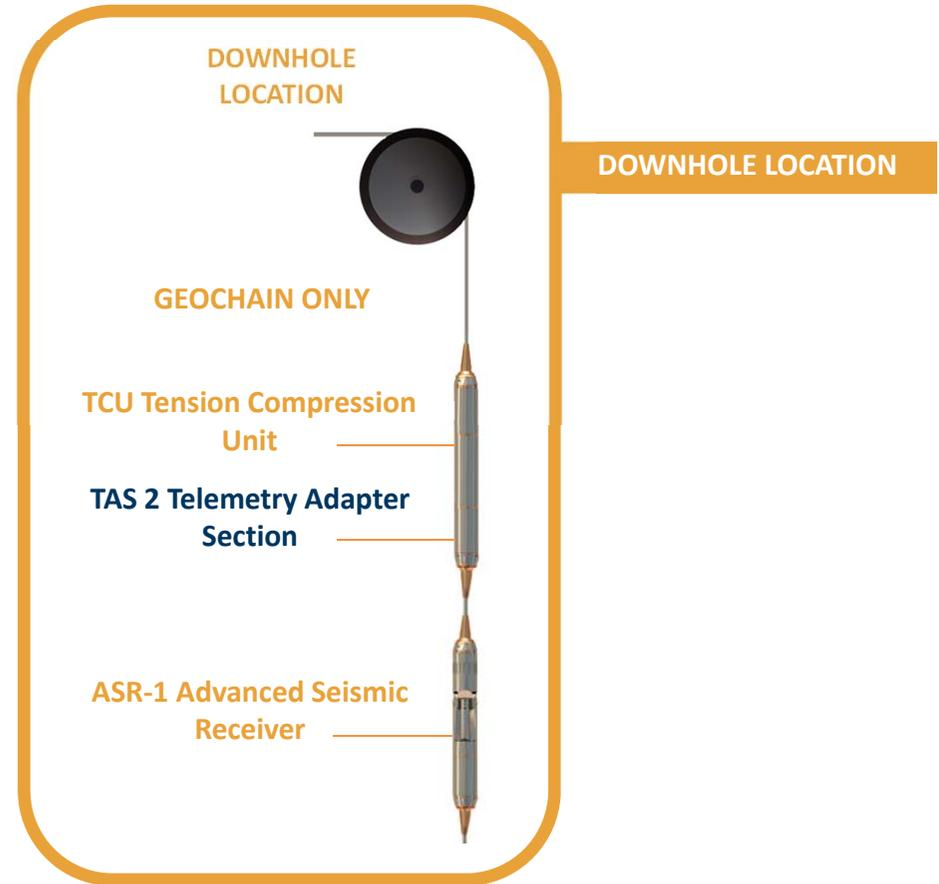 DOWNHOLE
LOCATION
DOWNHOLE LOCATION
GEOCHAIN ONLY
TCU Tension Compression
Unit
TAS 2 Telemetry Adapter
Section
ASR-1 Advanced Seismic
Receiver